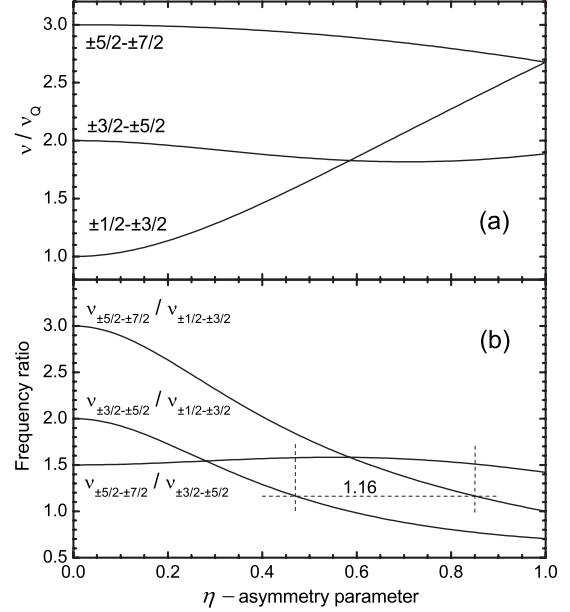 3.0
(a)
±5/2-±7/2
2.5
ν / νQ
±3/2-±5/2
2.0
1.5
±1/2-±3/2
(a)
1.0
ν±5/2-±7/2 / ν±1/2-±3/2
(b)
3.0
2.5
Frequency ratio
ν±3/2-±5/2 / ν±1/2-±3/2
2.0
1.5
ν±5/2-±7/2 / ν±3/2-±5/2
1.16
1.0
0.5
0.0 0.2 0.4 0.6 0.8 1.0
η – asymmetry parameter